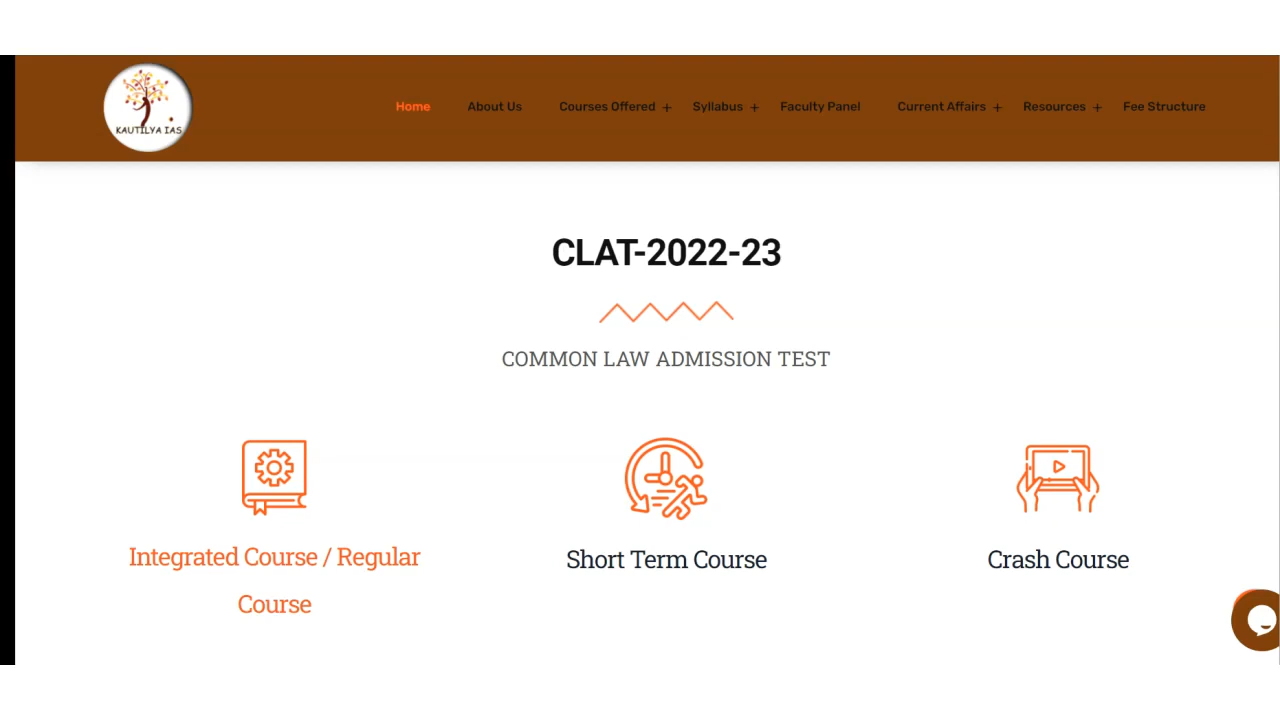 KAUTILYA IAS
Home About Us Courses Offered + Syllabus + Faculty Panel Current Affairs + Resources + Fee Structure
CLAT-2022-23
COMMON LAW ADMISSION TEST
Integrated Course / Regular
Course
Short Term Course
Crash Course